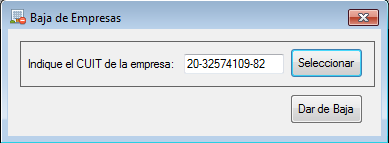 Baja de Empresas
Indique el CUIT de la empresa: 20-32574109-82 Seleccionar
Dar de Baja